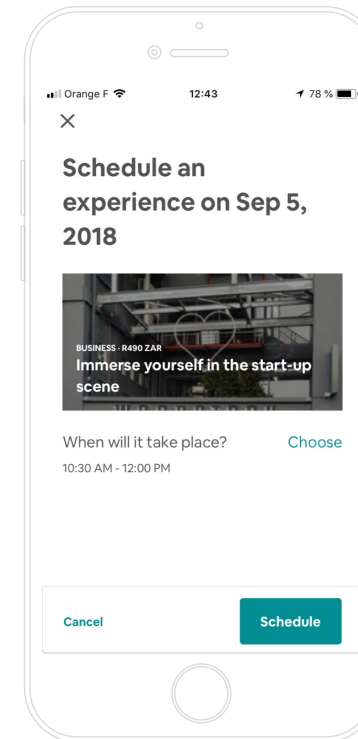 Orange F 12:43 78 %
Schedule an
experience on Sep 5,
2018
BUSINESS · R490 ZAR
Immerse yourself in the start-up
scene
When will it take place? Choose
10:30 AM - 12:00 PM
Cancel Schedule